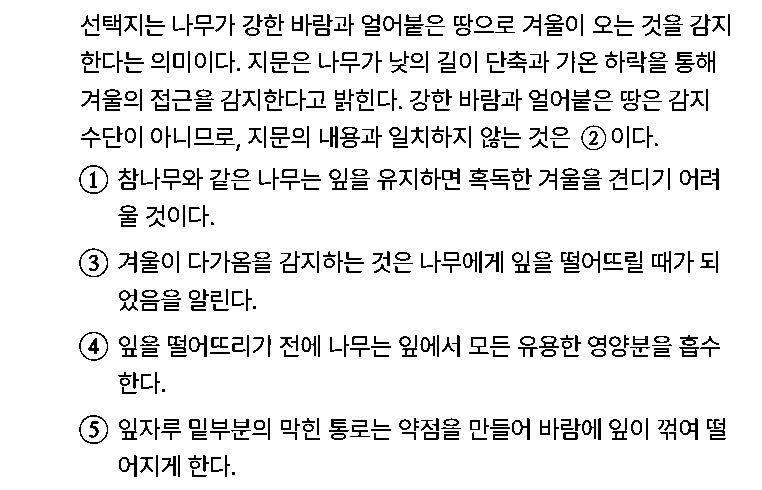 선택지는 나무가 강한 바람과 얼어붙은 땅으로 겨울이 오는 것을 감지
한다는 의미이다. 지문은 나무가 낮의 길이 단축과 기온 하락을 통해
겨울의 접근을 감지한다고 밝힌다. 강한 바람과 얼어붙은 땅은 감지
수단이 아니므로, 지문의 내용과 일치하지 않는 것은 ②이다.
① 참나무와 같은 나무는 잎을 유지하면 혹독한 겨울을 견디기 어려
울 것이다.
③ 겨울이 다가옴을 감지하는 것은 나무에게 잎을 떨어뜨릴 때가 되
었음을 알린다.
④ 잎을 떨어뜨리기 전에 나무는 잎에서 모든 유용한 영양분을 흡수
한다.
⑤ 잎자루 밑부분의 막힌 통로는 약점을 만들어 바람에 잎이 꺾여 떨
어지게 한다.